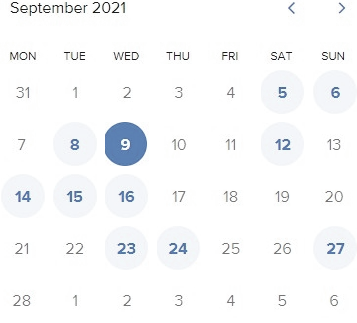 September 2021
MON TUE WED THU FRI SAT SUN
31 1 2 3 4 5 6
7 8 9 10 11 12 13
14 15 16 17 18 19 20
21 22 23 24 25 26 27
28 1 2 3 4 5 6